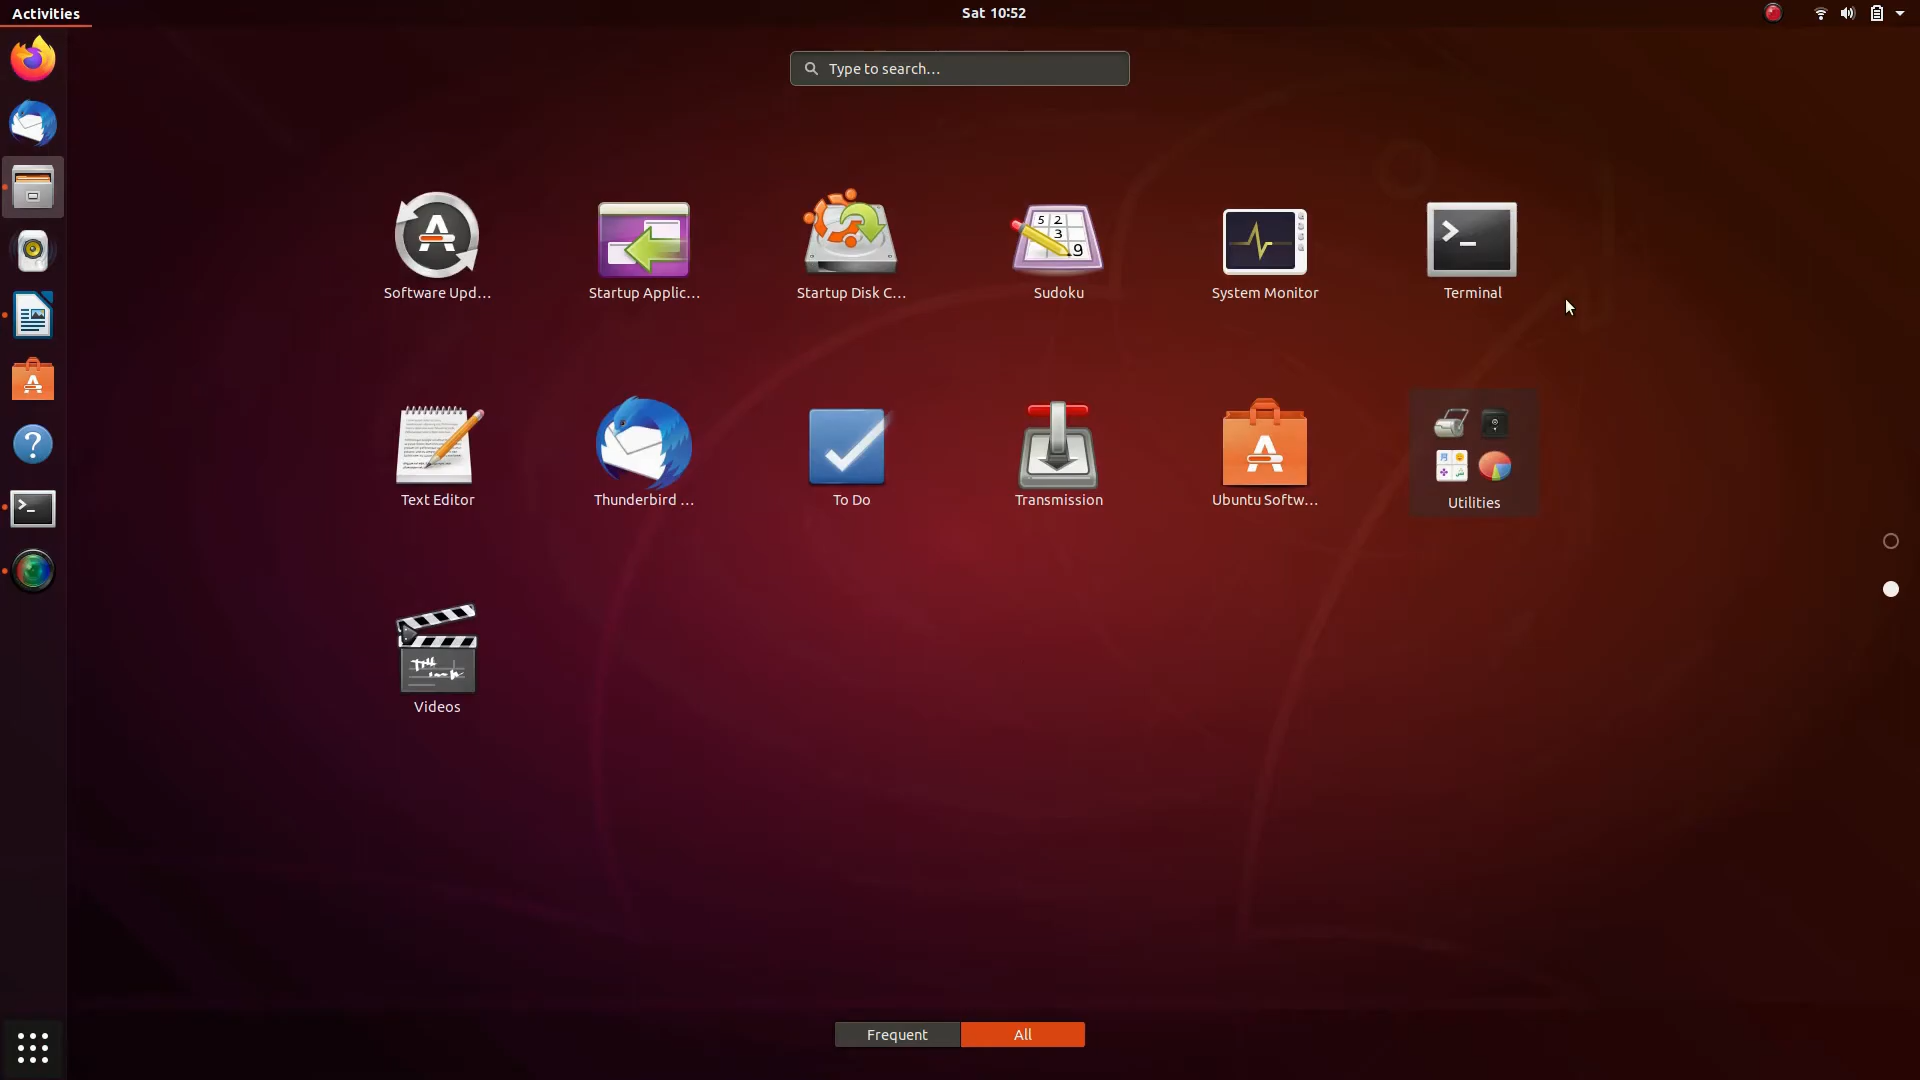 Activities
Sat 10:52
Type to search...
Software Upd...
Startup Applic...
Startup Disk C...
Sudoku
System Monitor
Terminal
Text Editor
Thunderbird ...
To Do
Transmission
Ubuntu Softw...
Utilities
Videos
Frequent
All